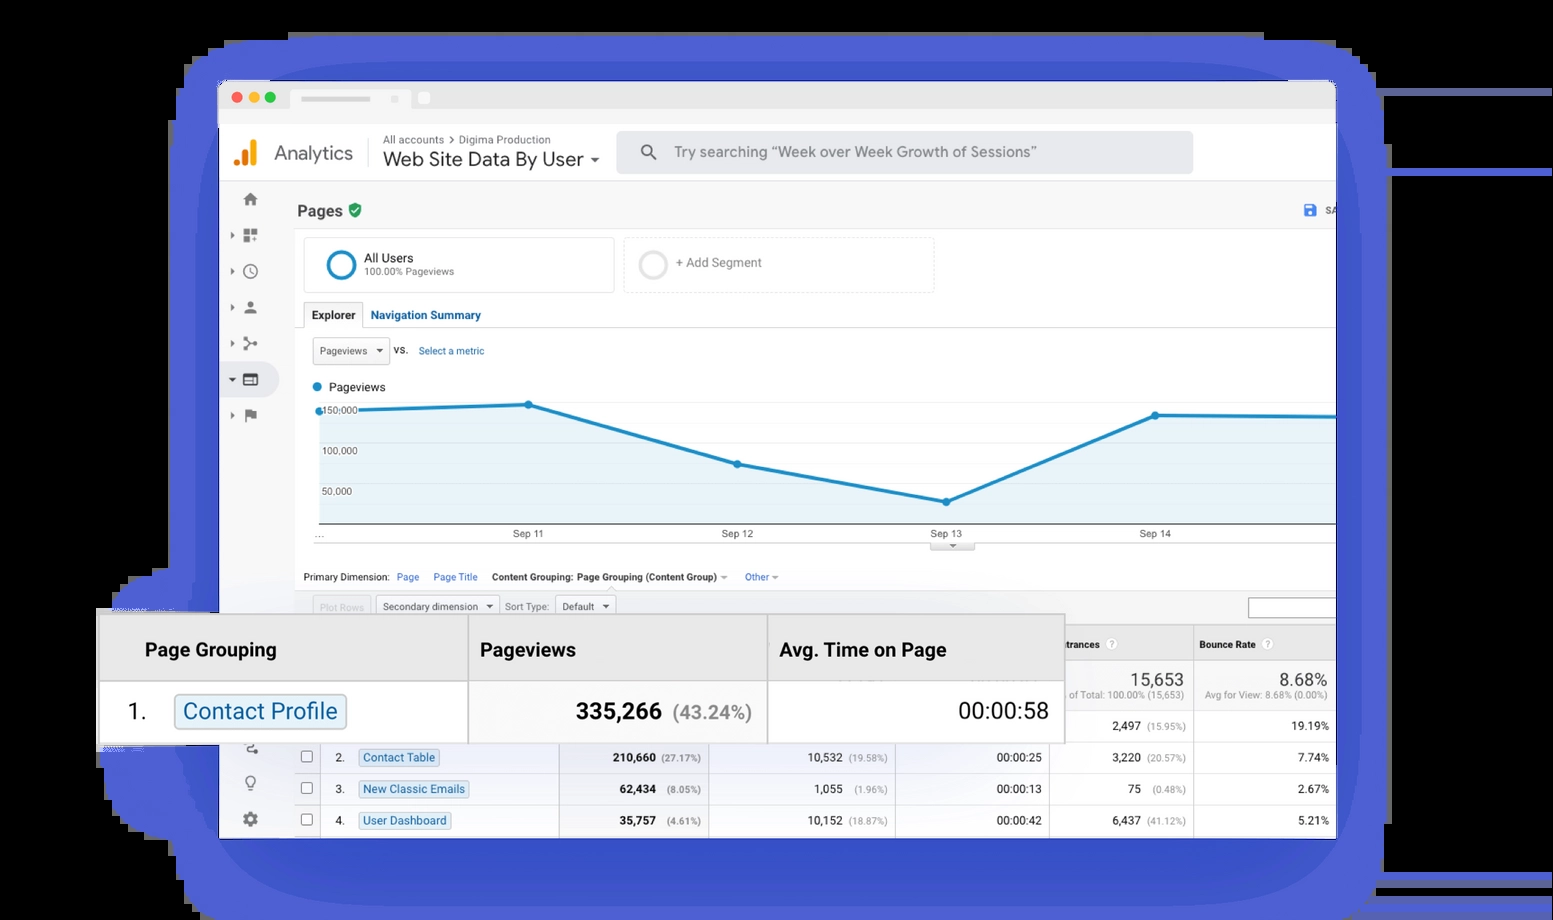 Analytics
All accounts > Digima Production
Web Site Data By User
Try searching “Week over Week Growth of Sessions”
Pages
All Users
100.00% Pageviews
+ Add Segment
Explorer
Navigation Summary
Pageviews
VS.
Select a metric
Pageviews
150,000
100,000
50,000
...
Sep 11
Sep 12
Sep 13
Sep 14
Primary Dimension: Page Page Title Content Grouping: Page Grouping (Content Group) Other
Plot Rows Secondary dimension Sort Type: Default
Page Grouping Pageviews Avg. Time on Page
1. Contact Profile 335,266 (43.24%) 00:00:58
Bounce Rate ?
15,653 8.68%
of Total: 100.00% (15,653) Avg for View: 8.68% (0.00%)
2,497 (15.95%) 19.19%
2. Contact Table 210,660 (27.17%) 10,532 (19.58%) 00:00:25 3,220 (20.57%) 7.74%
3. New Classic Emails 62,434 (8.05%) 1,055 (1.96%) 00:00:13 75 (0.48%) 2.67%
4. User Dashboard 35,757 (4.61%) 10,152 (18.87%) 00:00:42 6,437 (41.12%) 5.21%